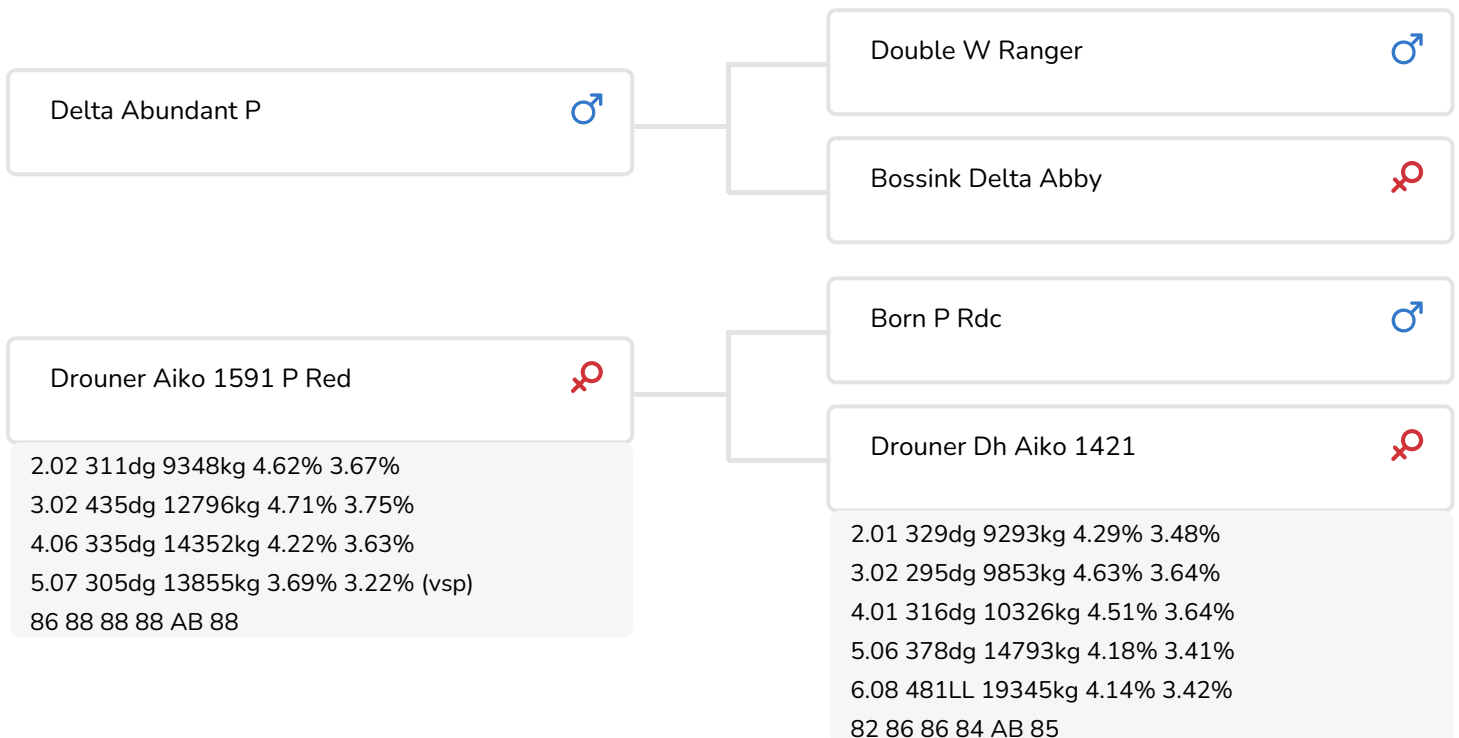 Delta Abundant P
Double W Ranger
Bossink Delta Abby
Drouner Aiko 1591 P Red
2.02 311dg 9348kg 4.62% 3.67%
3.02 435dg 12796kg 4.71% 3.75%
4.06 335dg 14352kg 4.22% 3.63%
5.07 305dg 13855kg 3.69% 3.22% (vsp)
86 88 88 88 AB 88
Born P Rdc
Drouner Dh Aiko 1421
2.01 329dg 9293kg 4.29% 3.48%
3.02 295dg 9853kg 4.63% 3.64%
4.01 316dg 10326kg 4.51% 3.64%
5.06 378dg 14793kg 4.18% 3.41%
6.08 481LL 19345kg 4.14% 3.42%
82 86 86 84 AB 85